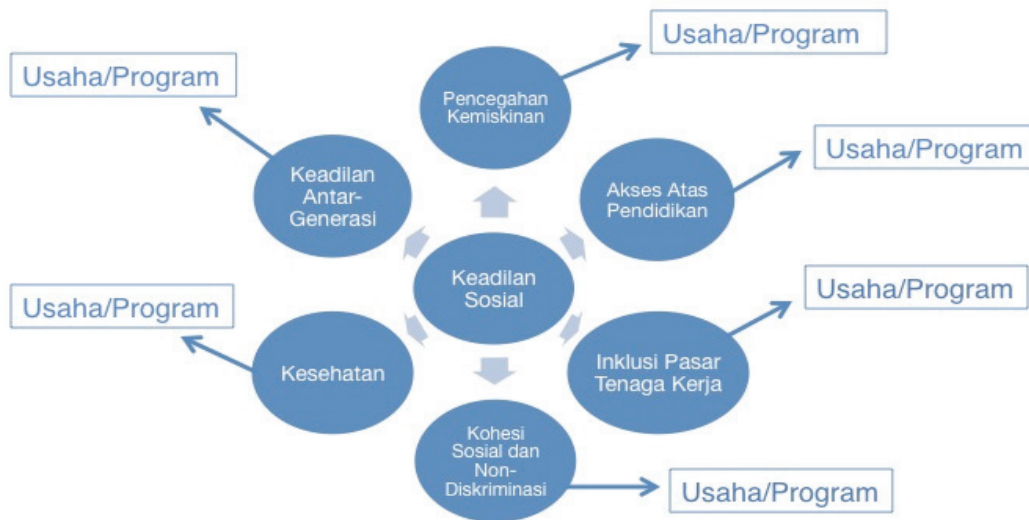 Usaha/Program
Usaha/Program
Pencegahan
Kemiskinan
Usaha/Program
Keadilan
Antar-
Generasi
Akses Atas
Pendidikan
Keadilan
Sosial
Usaha/Program
Usaha/Program
Kesehatan
Inklusi Pasar
Tenaga Kerja
Kohesi
Sosial dan
Non-
Diskriminasi
Usaha/Program